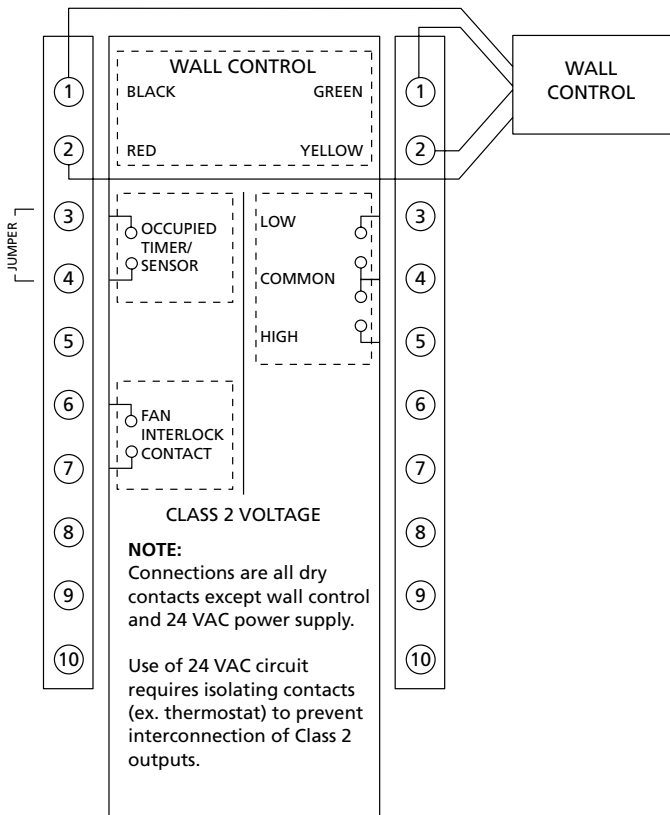 WALL CONTROL
BLACK GREEN
RED YELLOW
WALL
CONTROL
1
2
3
4
5
6
7
8
9
10
JUMPER
OCCUPIED
TIMER/
SENSOR
LOW
COMMON
HIGH
FAN
INTERLOCK
CONTACT
1
2
3
4
5
6
7
8
9
10
CLASS 2 VOLTAGE
NOTE:
Connections are all dry
contacts except wall control
and 24 VAC power supply.
Use of 24 VAC circuit
requires isolating contacts
(ex. thermostat) to prevent
interconnection of Class 2
outputs.